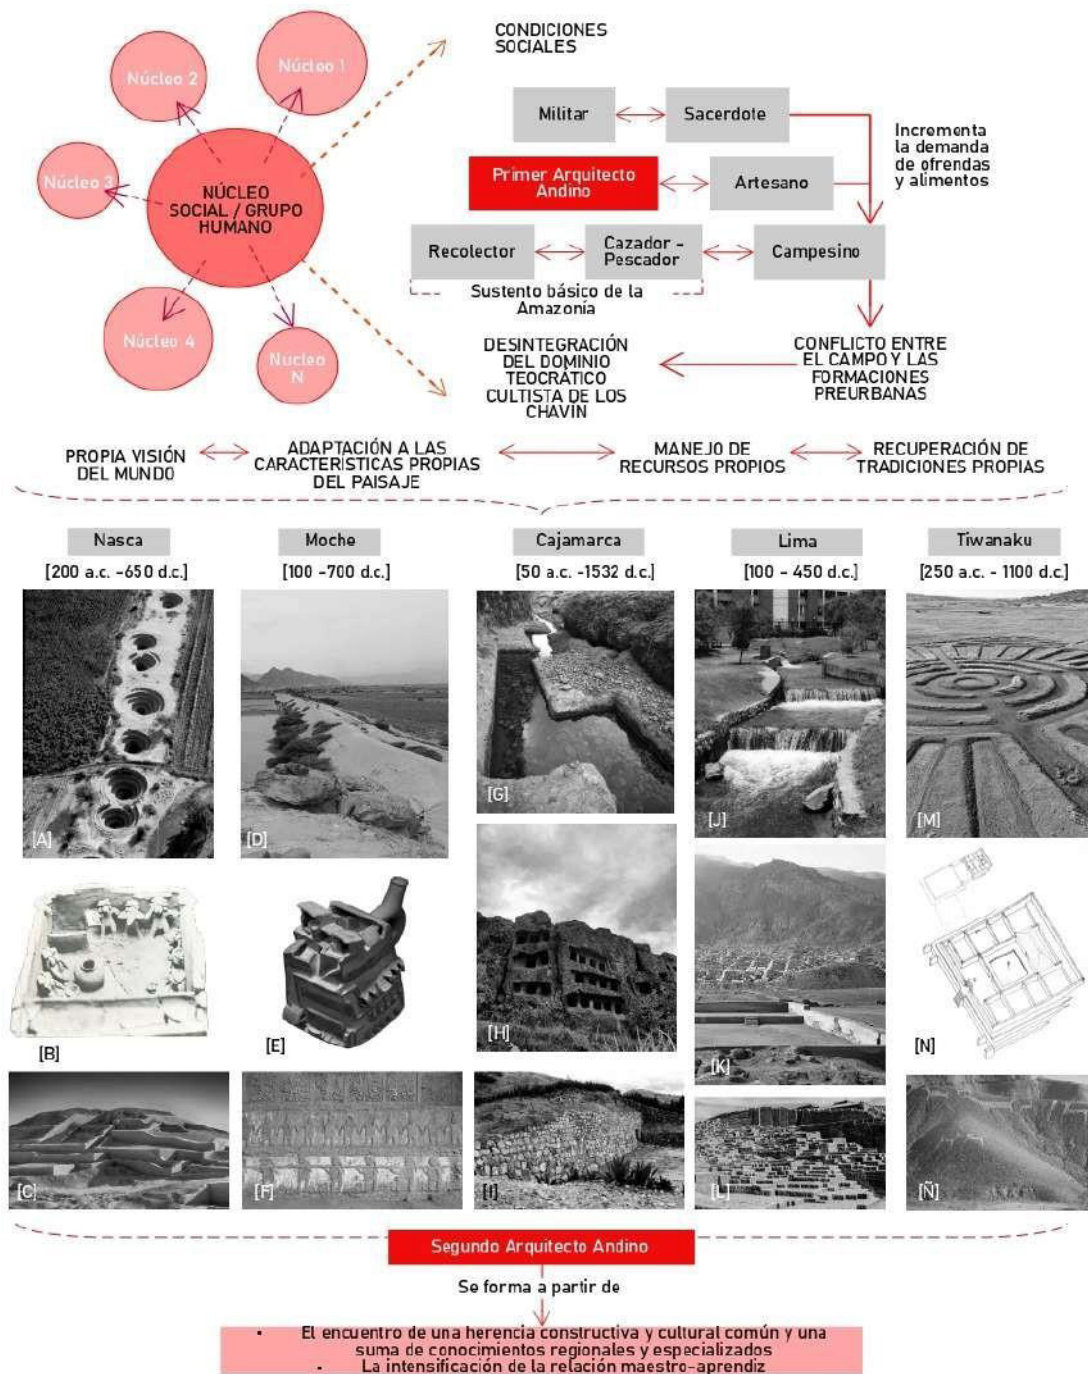 Núcleo 1
Núcleo 2
Núcleo 3
NÚCLEO
SOCIAL / GRUPO
HUMANO
Núcleo 4
Nucleo
N
CONDICIONES
SOCIALES
Militar
Sacerdote
Incrementa
la demanda
de ofrendas
y alimentos
Primer Arquitecto
Andino
Artesano
Recolector
Cazador -
Pescador
Campesino
Sustento básico de la
Amazonía
DESINTEGRACIÓN
DEL DOMINIO
TEOCRÁTICO
CULTISTA DE LOS
CHAVÍN
CONFLICTO ENTRE
EL CAMPO Y LAS
FORMACIONES
PREURBANAS
PROPIA VISIÓN
DEL MUNDO
ADAPTACIÓN A LAS
CARACTERÍSTICAS PROPIAS
DEL PAISAJE
MANEJO DE
RECURSOS PROPIOS
RECUPERACIÓN DE
TRADICIONES PROPIAS
Nasca
[200 a.c. -650 d.c.]
Moche
[100 -700 d.c.]
Cajamarca
[50 a.c. -1532 d.c.]
Lima
[100 - 450 d.c.]
Tiwanaku
[250 a.c. - 1100 d.c.]
[A]
[D]
[G]
[J]
[M]
[B]
[E]
[H]
[K]
[N]
[C]
[F]
[I]
[L]
[Ñ]
Segundo Arquitecto Andino
Se forma a partir de
▪ El encuentro de una herencia constructiva y cultural común y una
suma de conocimientos regionales y especializados
- La intensificación de la relación maestro-aprendiz